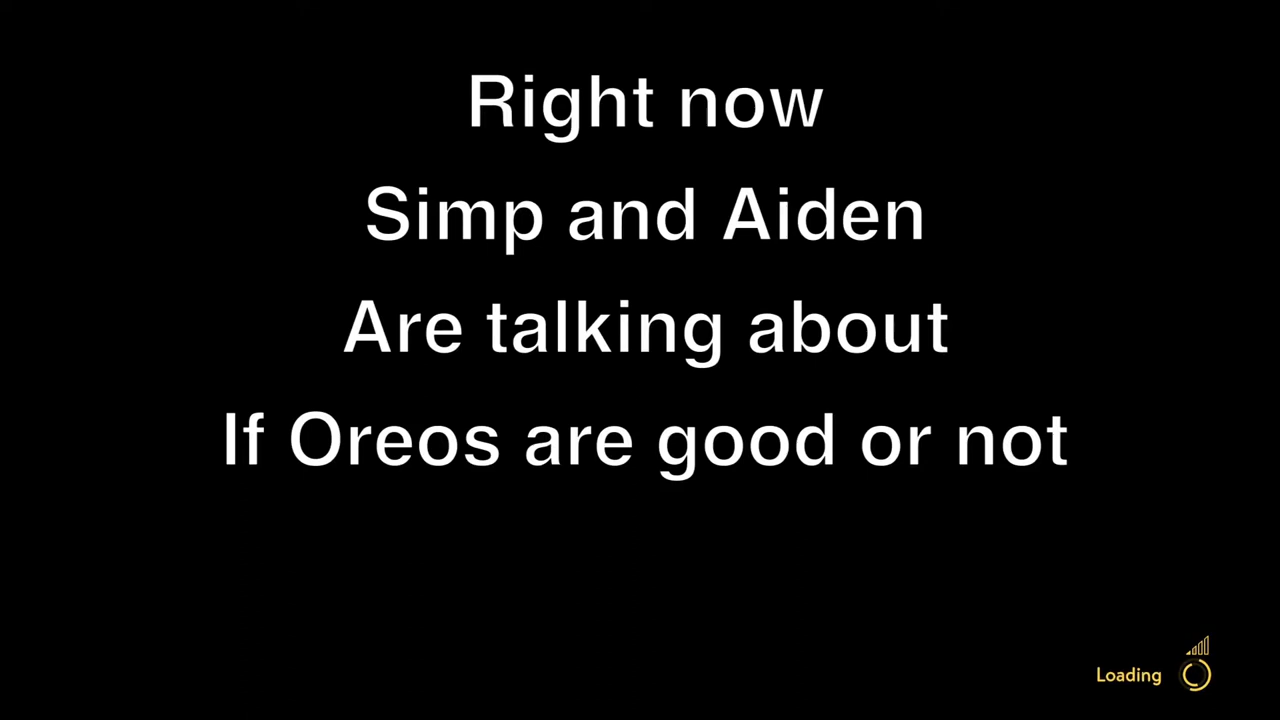 Right now
Simp and Aiden
Are talking about
If Oreos are good or not
Loading